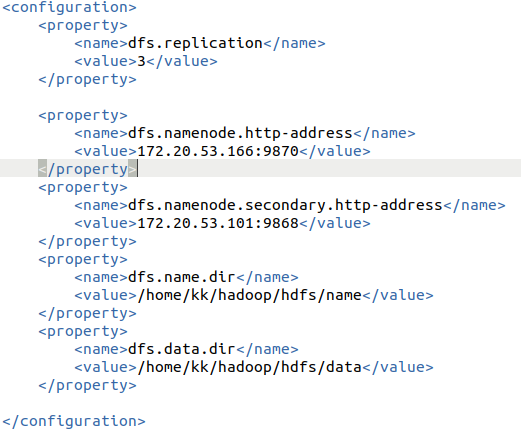 <configuration>
    <property>
        <name>dfs.replication</name>
        <value>3</value>
    </property>

    <property>
        <name>dfs.namenode.http-address</name>
        <value>172.20.53.166:9870</value>
    </property>
    <property>
        <name>dfs.namenode.secondary.http-address</name>
        <value>172.20.53.101:9868</value>
    </property>
    <property>
        <name>dfs.name.dir</name>
        <value>/home/kk/hadoop/hdfs/name</value>
    </property>
    <property>
        <name>dfs.data.dir</name>
        <value>/home/kk/hadoop/hdfs/data</value>
    </property>

</configuration>